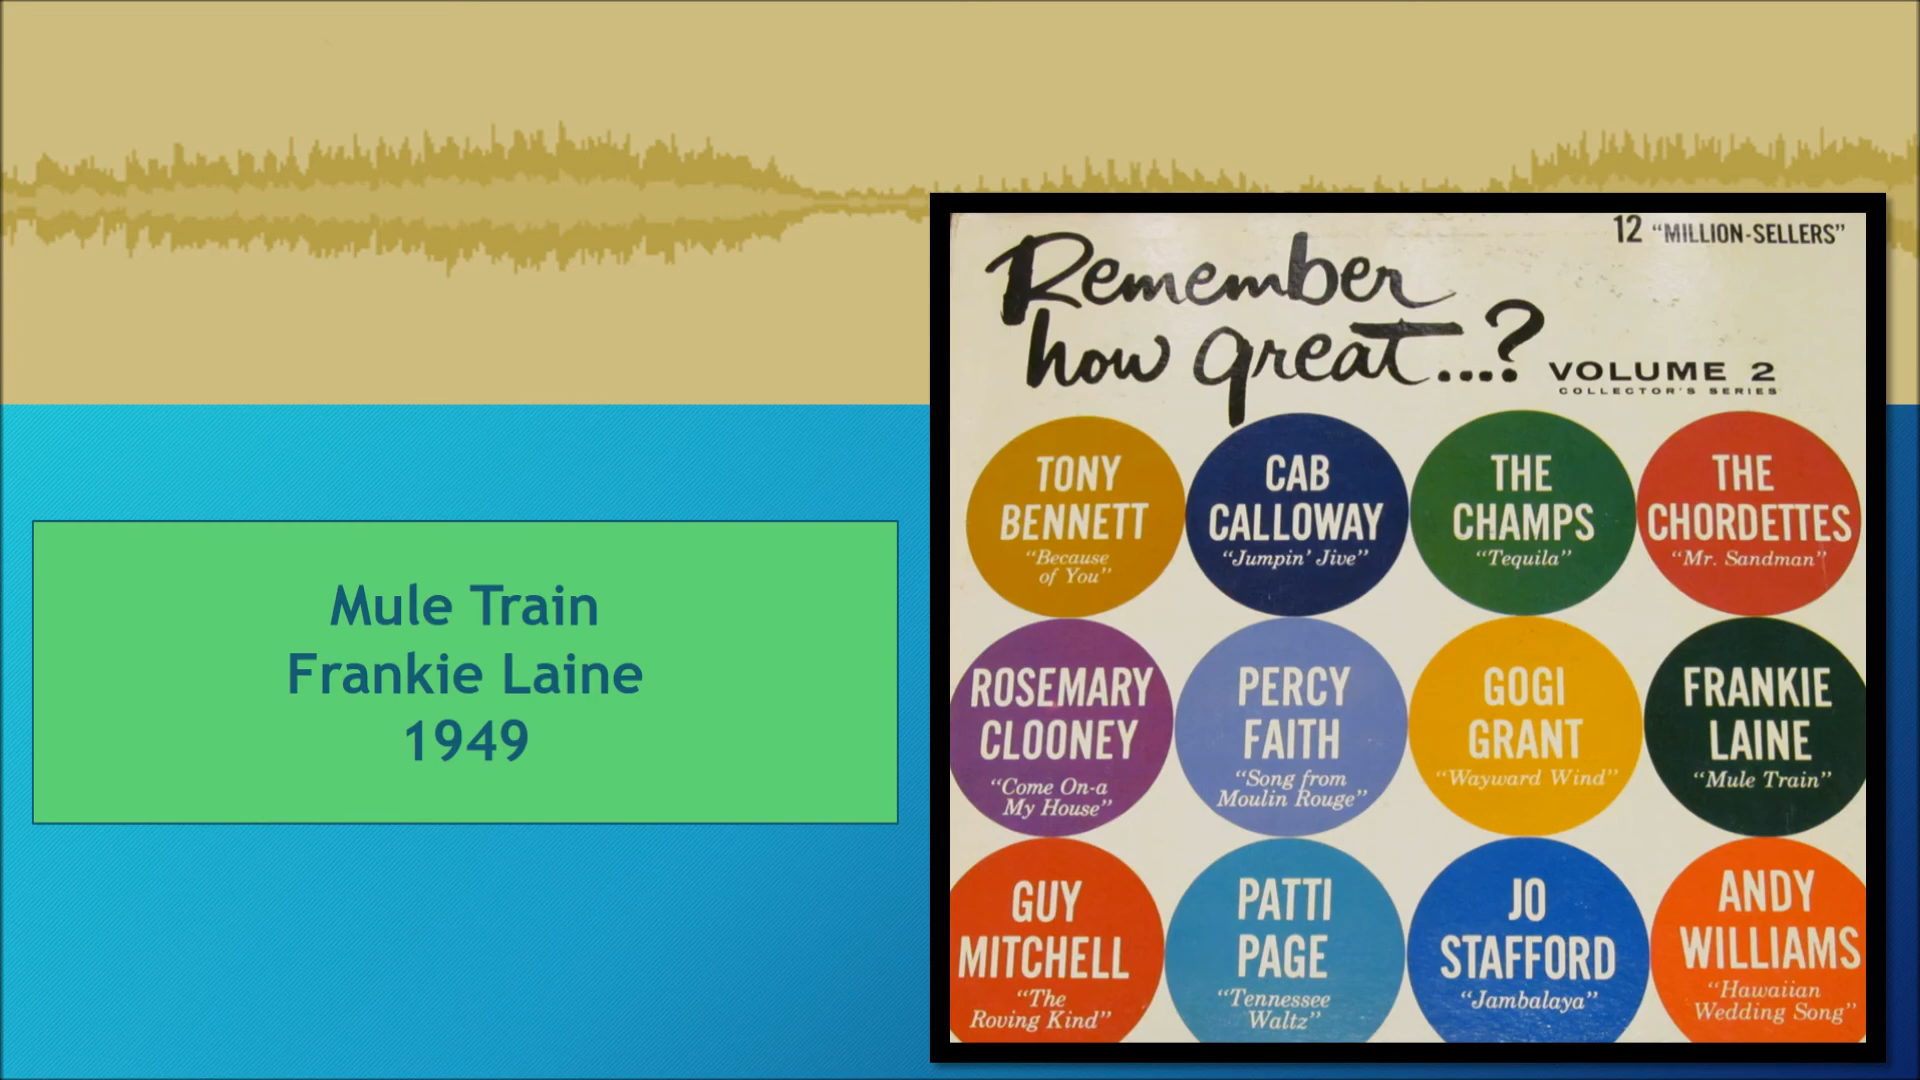 Mule Train
Frankie Laine
1949
12 "MILLION-SELLERS"
Remember
how great...?
VOLUME 2
COLLECTOR'S SERIES
TONY
BENNETT
"Because
of You"
CAB
CALLOWAY
"Jumpin' Jive"
THE
CHAMPS
"Tequila"
THE
CHORDETTES
"Mr. Sandman"
ROSEMARY
CLOONEY
"Come On-a
My House"
PERCY
FAITH
"Song from
Moulin Rouge"
GOGI
GRANT
"Wayward Wind"
FRANKIE
LAINE
"Mule Train"
GUY
MITCHELL
"The
Roving Kind"
PATTI
PAGE
"Tennessee
Waltz"
JO
STAFFORD
"Jambalaya"
ANDY
WILLIAMS
"Hawaiian
Wedding Song"